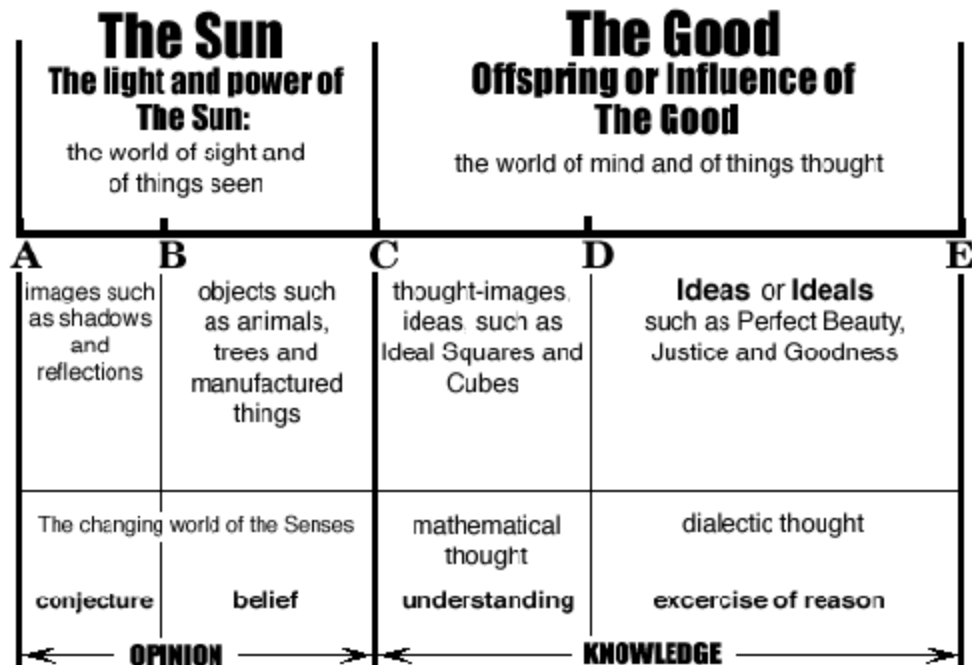 The Sun
The light and power of
The Sun:
the world of sight and
of things seen
The Good
Offspring or Influence of
The Good
the world of mind and of things thought
A
B
C
D
E
images such
as shadows
and
reflections
objects such
as animals,
trees and
manufactured
things
thought-images,
ideas, such as
Ideal Squares and
Cubes
Ideas or Ideals
such as Perfect Beauty,
Justice and Goodness
The changing world of the Senses
mathematical
thought
dialectic thought
conjecture
belief
understanding
excercise of reason
OPINION
KNOWLEDGE